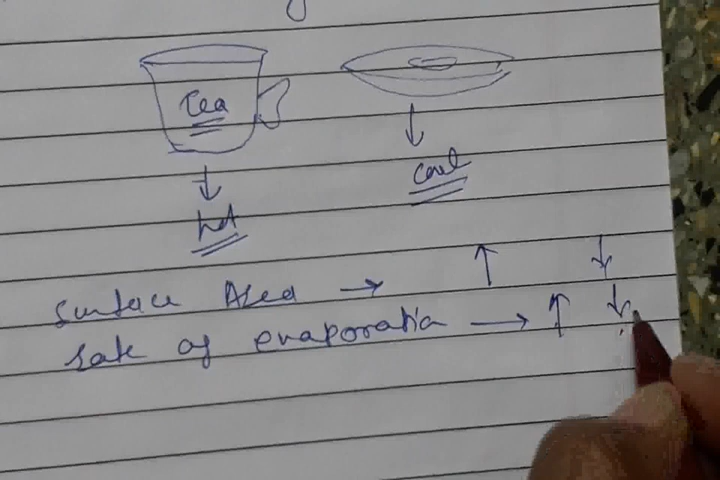 Tea
cool
hot
Surface Area → ↑ ↓
rate of evaporation → ↑ ↓